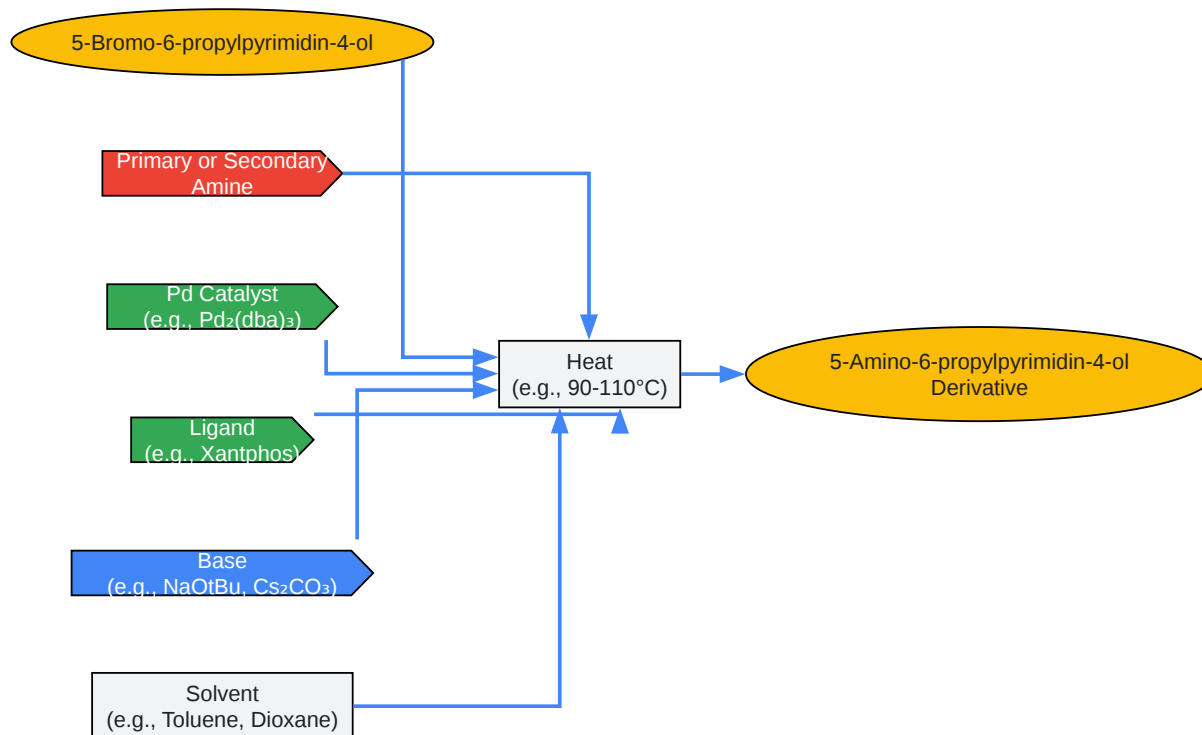 5-Bromo-6-propylpyrimidin-4-ol
Primary or Secondary
Amine
Pd Catalyst
(e.g., Pd₂(dba)₃)
Heat
(e.g., 90-110°C)
5-Amino-6-propylpyrimidin-4-ol
Derivative
Ligand
(e.g., Xantphos)
Base
(e.g., NaOtBu, Cs₂CO₃)
Solvent
(e.g., Toluene, Dioxane)